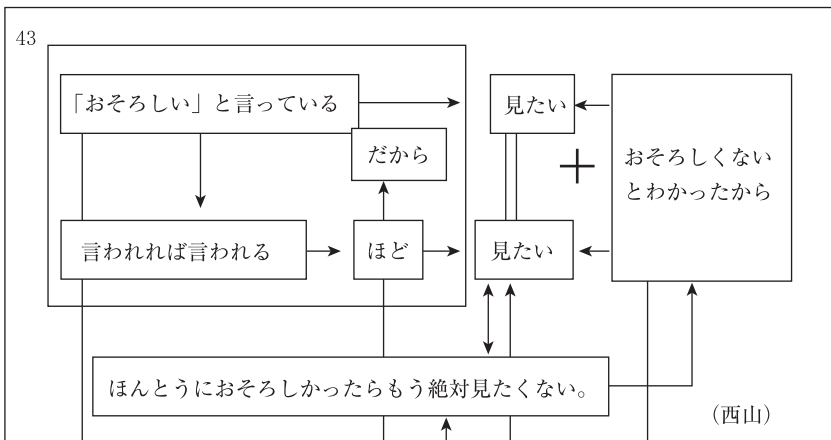 43
「おそろしい」と言っている
見たい
だから
おそろしくない
とわかったから
言われれば言われる
ほど
見たい
ほんとうにおそろしかったらもう絶対見たくない。
(西山)